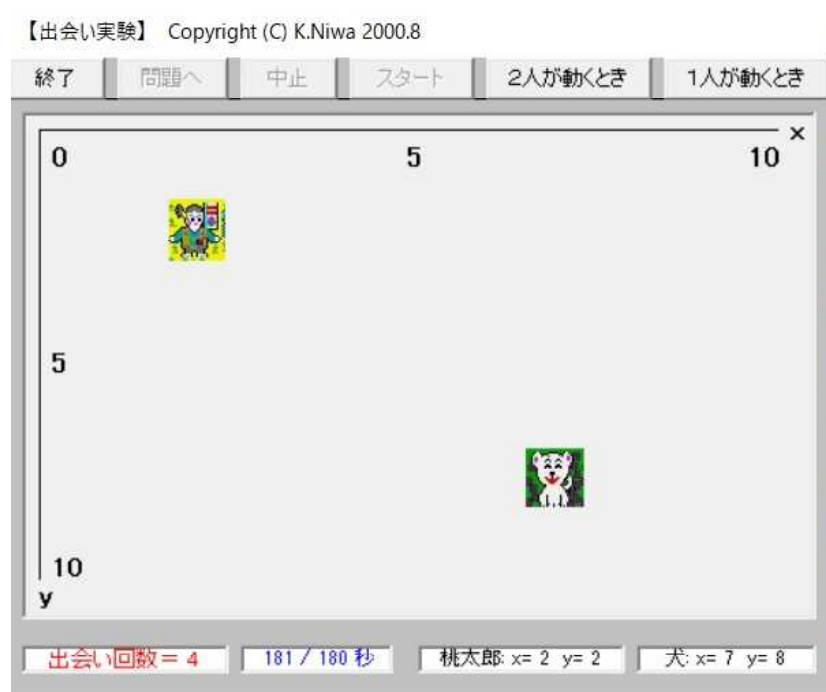 【出会い実験】 Copyright (C) K.Niwa 2000.8
終了 問題へ 中止 スタート 2人が動くとき 1人が動くとき
x
0 5 10
5
10
y
出会い回数= 4 181 / 180 秒 桃太郎: x= 2 y= 2 犬: x= 7 y= 8